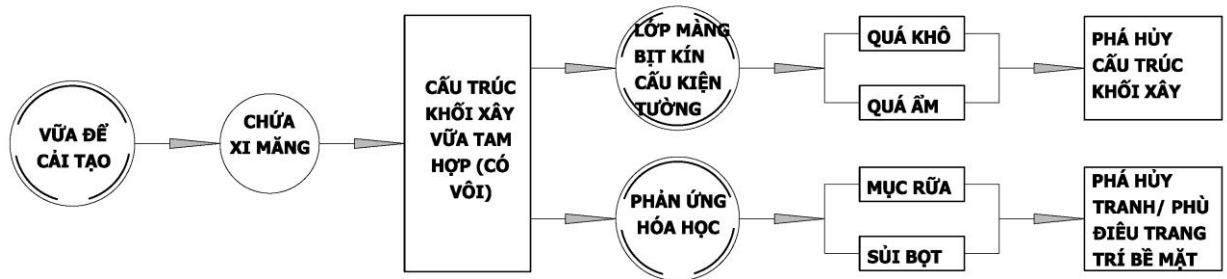 VỮA ĐỂ
CẢI TẠO
CHỨA
XI MĂNG
CẤU TRÚC
KHỐI XÂY
VỮA TAM
HỢP (CÓ
VÔI)
LỚP MÀNG
BỊT KÍN
CẤU KIỆN
TƯỜNG
QUÁ KHÔ
QUÁ ẨM
PHÁ HỦY
CẤU TRÚC
KHỐI XÂY
PHẢN ỨNG
HÓA HỌC
MỤC RỮA
SỦI BỌT
PHÁ HỦY
TRANH/ PHÙ
ĐIÊU TRANG
TRÍ BỀ MẶT